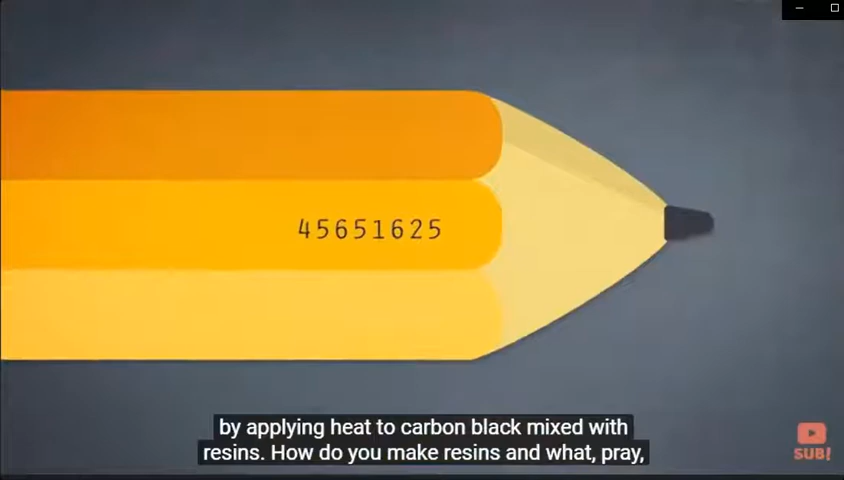 45651625
by applying heat to carbon black mixed with
resins. How do you make resins and what, pray,
SUB!